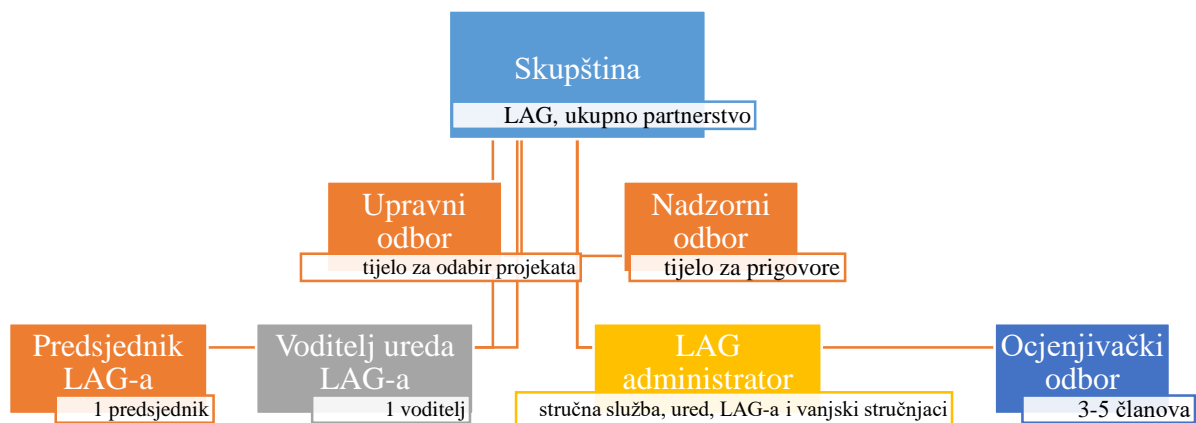 Skupština
LAG, ukupno partnerstvo
Upravni
odbor
tijelo za odabir projekata
Nadzorni
odbor
tijelo za prigovore
Predsjednik
LAG-a
1 predsjednik
Voditelj ureda
LAG-a
1 voditelj
LAG
administrator
stručna služba, ured, LAG-a i vanjski stručnjaci
Ocjenjivački
odbor
3-5 članova